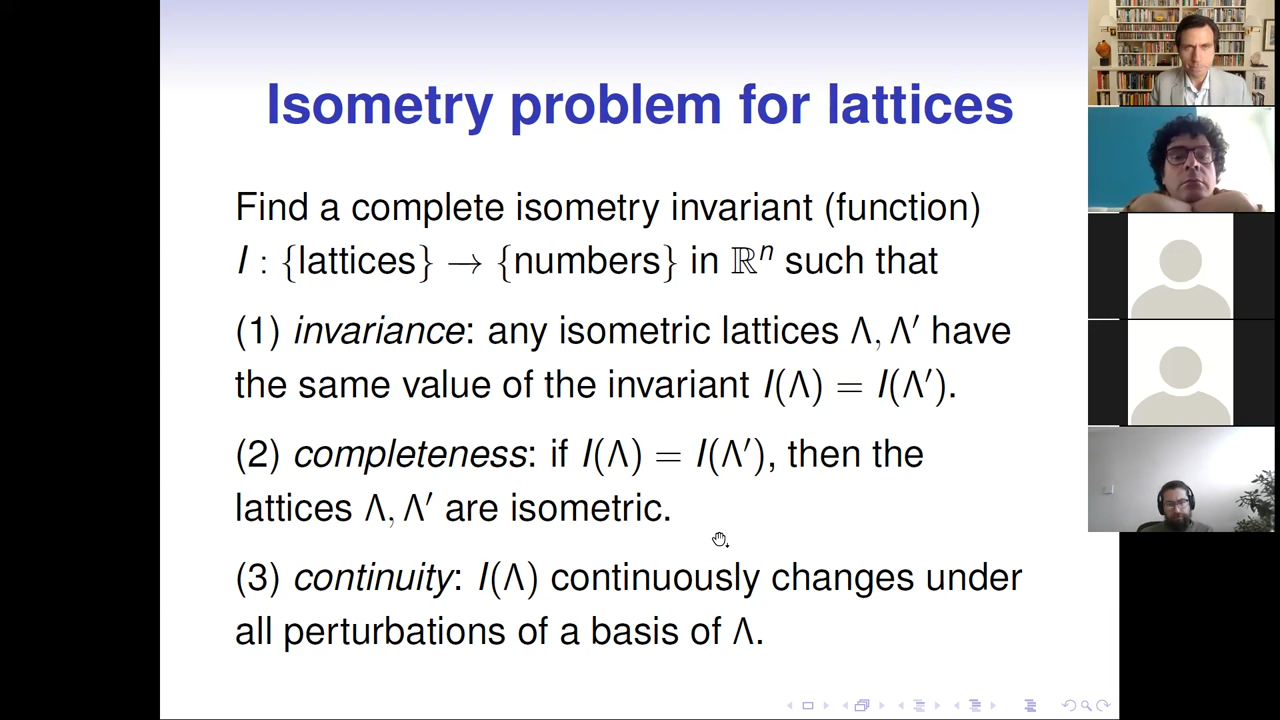 Isometry problem for lattices
Find a complete isometry invariant (function)
I : {lattices} → {numbers} in ℝⁿ such that
(1) invariance: any isometric lattices Λ, Λ′ have
the same value of the invariant I(Λ) = I(Λ′).
(2) completeness: if I(Λ) = I(Λ′), then the
lattices Λ, Λ′ are isometric.
(3) continuity: I(Λ) continuously changes under
all perturbations of a basis of Λ.